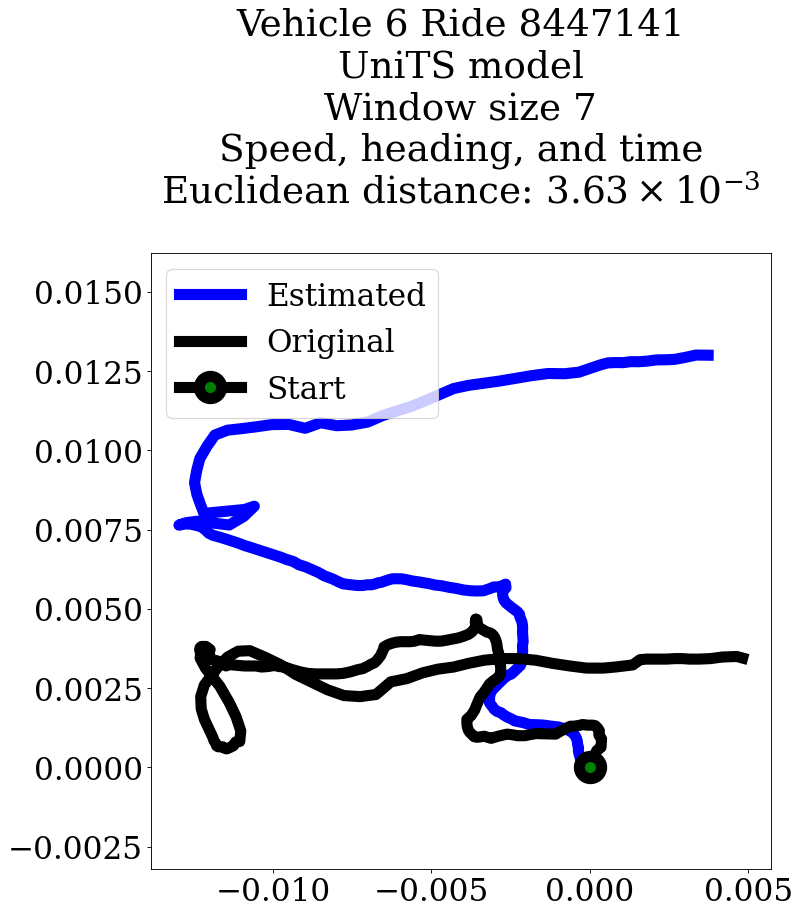 Vehicle 6 Ride 8447141
UniTS model
Window size 7
Speed, heading, and time
Euclidean distance: 3.63 × 10⁻³
Estimated
Original
Start
0.0150
0.0125
0.0100
0.0075
0.0050
0.0025
0.0000
−0.0025
−0.010 −0.005 0.000 0.005